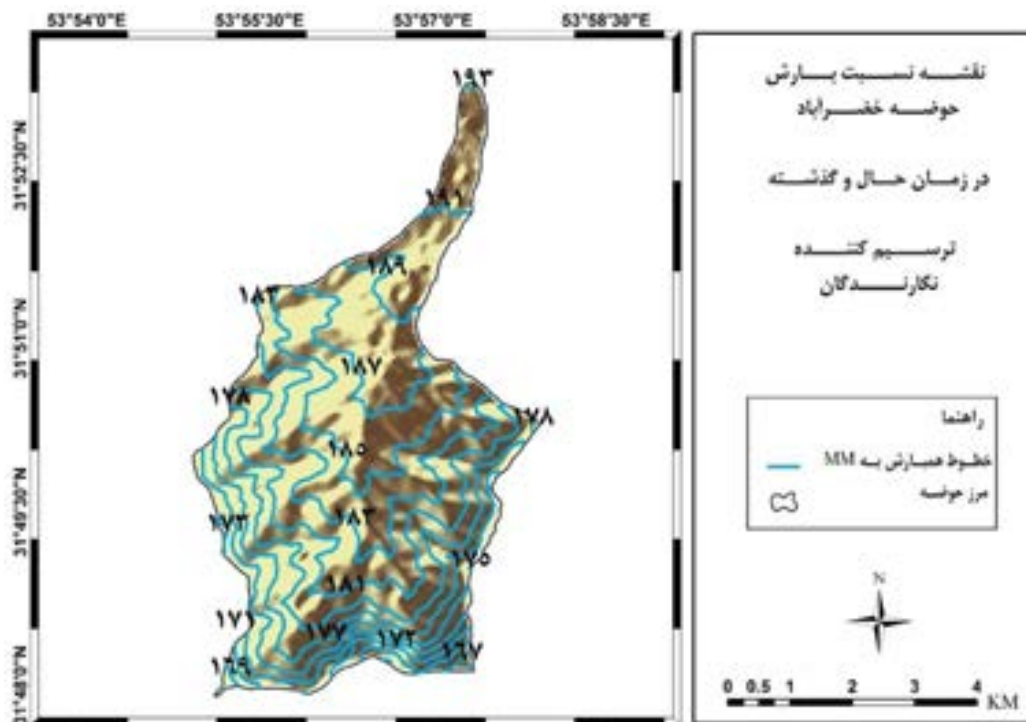 53°54'0"E 53°55'30"E 53°57'0"E 53°58'30"E
31°52'30"N
31°51'0"N
31°49'30"N
31°48'0"N
۱۹۳
۱۹۱
۱۸۹
۱۸۳
۱۸۷
۱۷۸
۱۷۸
۱۸۵
۱۷۳
۱۸۳
۱۷۵
۱۸۱
۱۷۱
۱۷۷
۱۷۲
۱۶۷
۱۶۹
نقشه نسبت بارش
حوضه خضرآباد
در زمان حال و گذشته
ترسیم کننده
نگارندگان
راهنما
خطوط همبارش به MM
مرز حوضه
N
0 0.5 1 2 3 4
KM